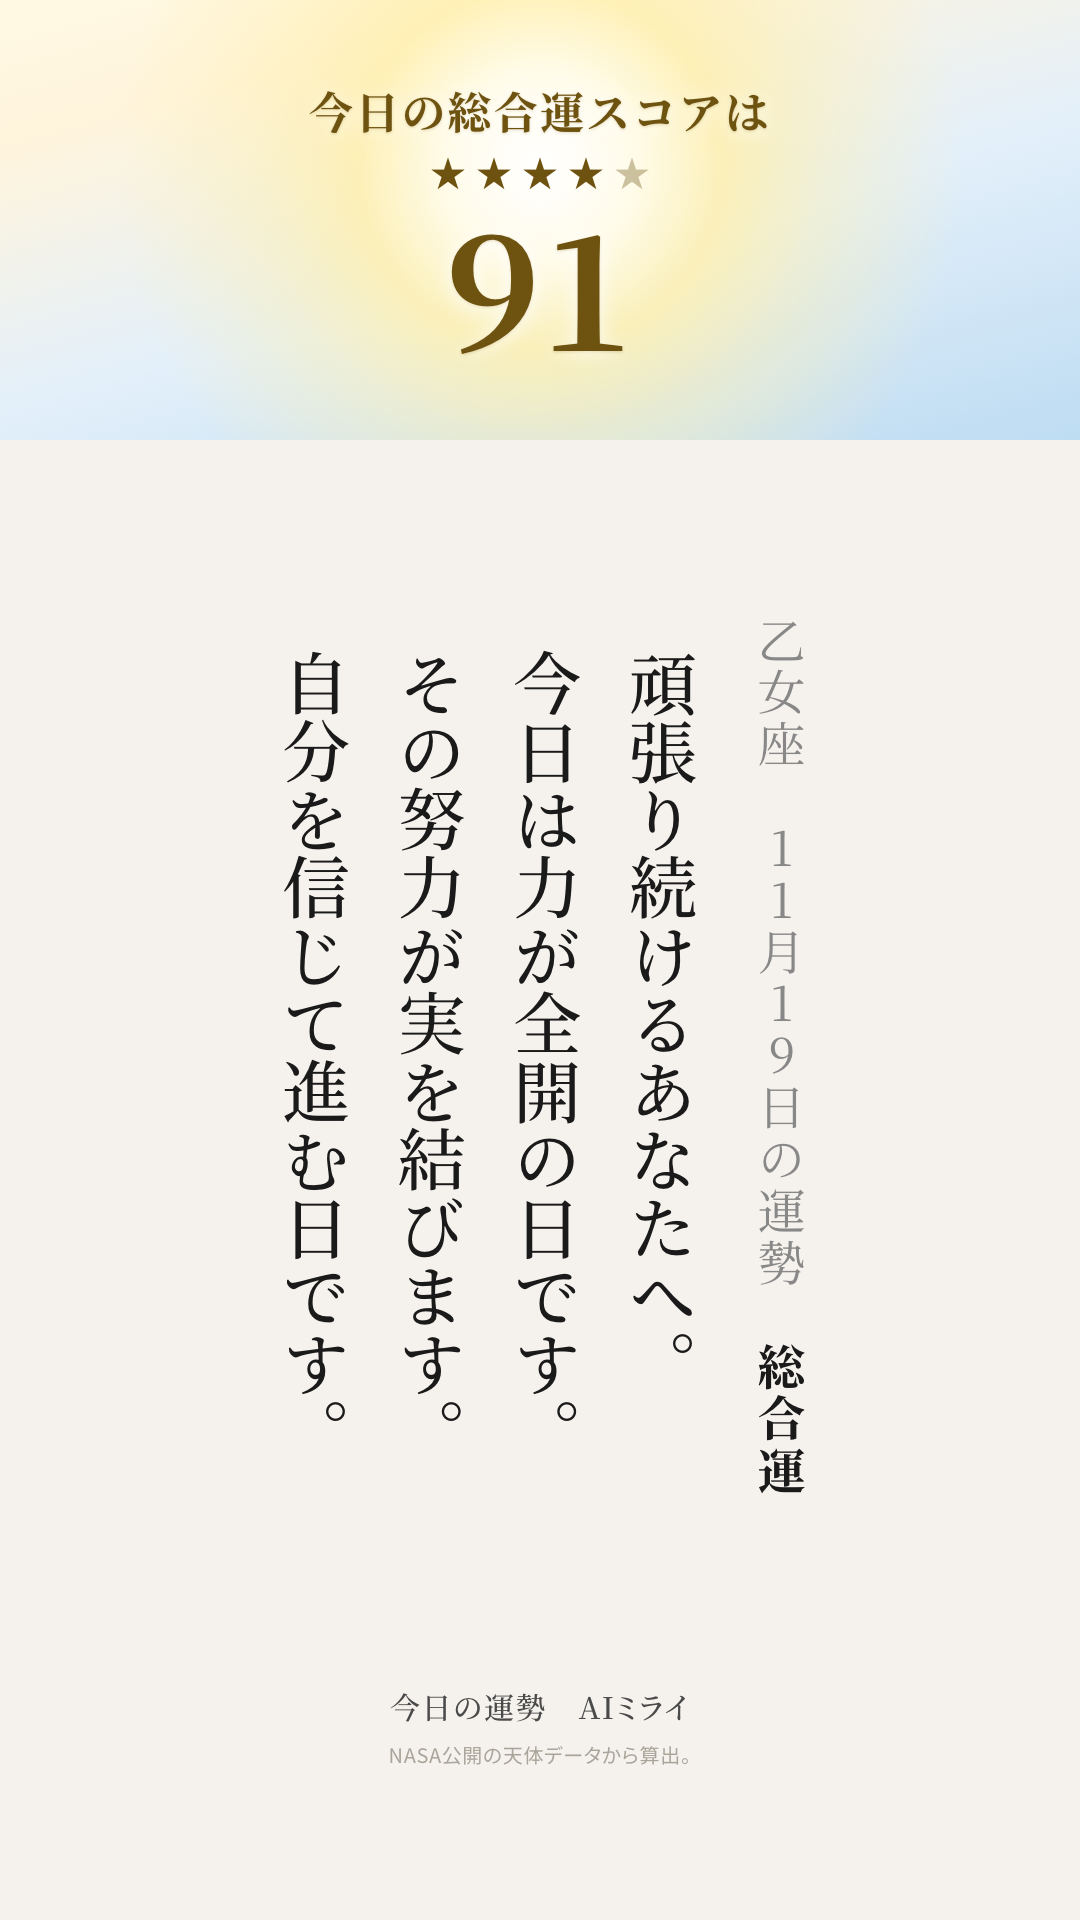 今日の総合運スコアは
★★★★★
91
乙女座　11月19日の運勢　総合運
頑張り続けるあなたへ。
今日は力が全開の日です。
その努力が実を結びます。
自分を信じて進む日です。
今日の運勢　AIミライ
NASA公開の天体データから算出。